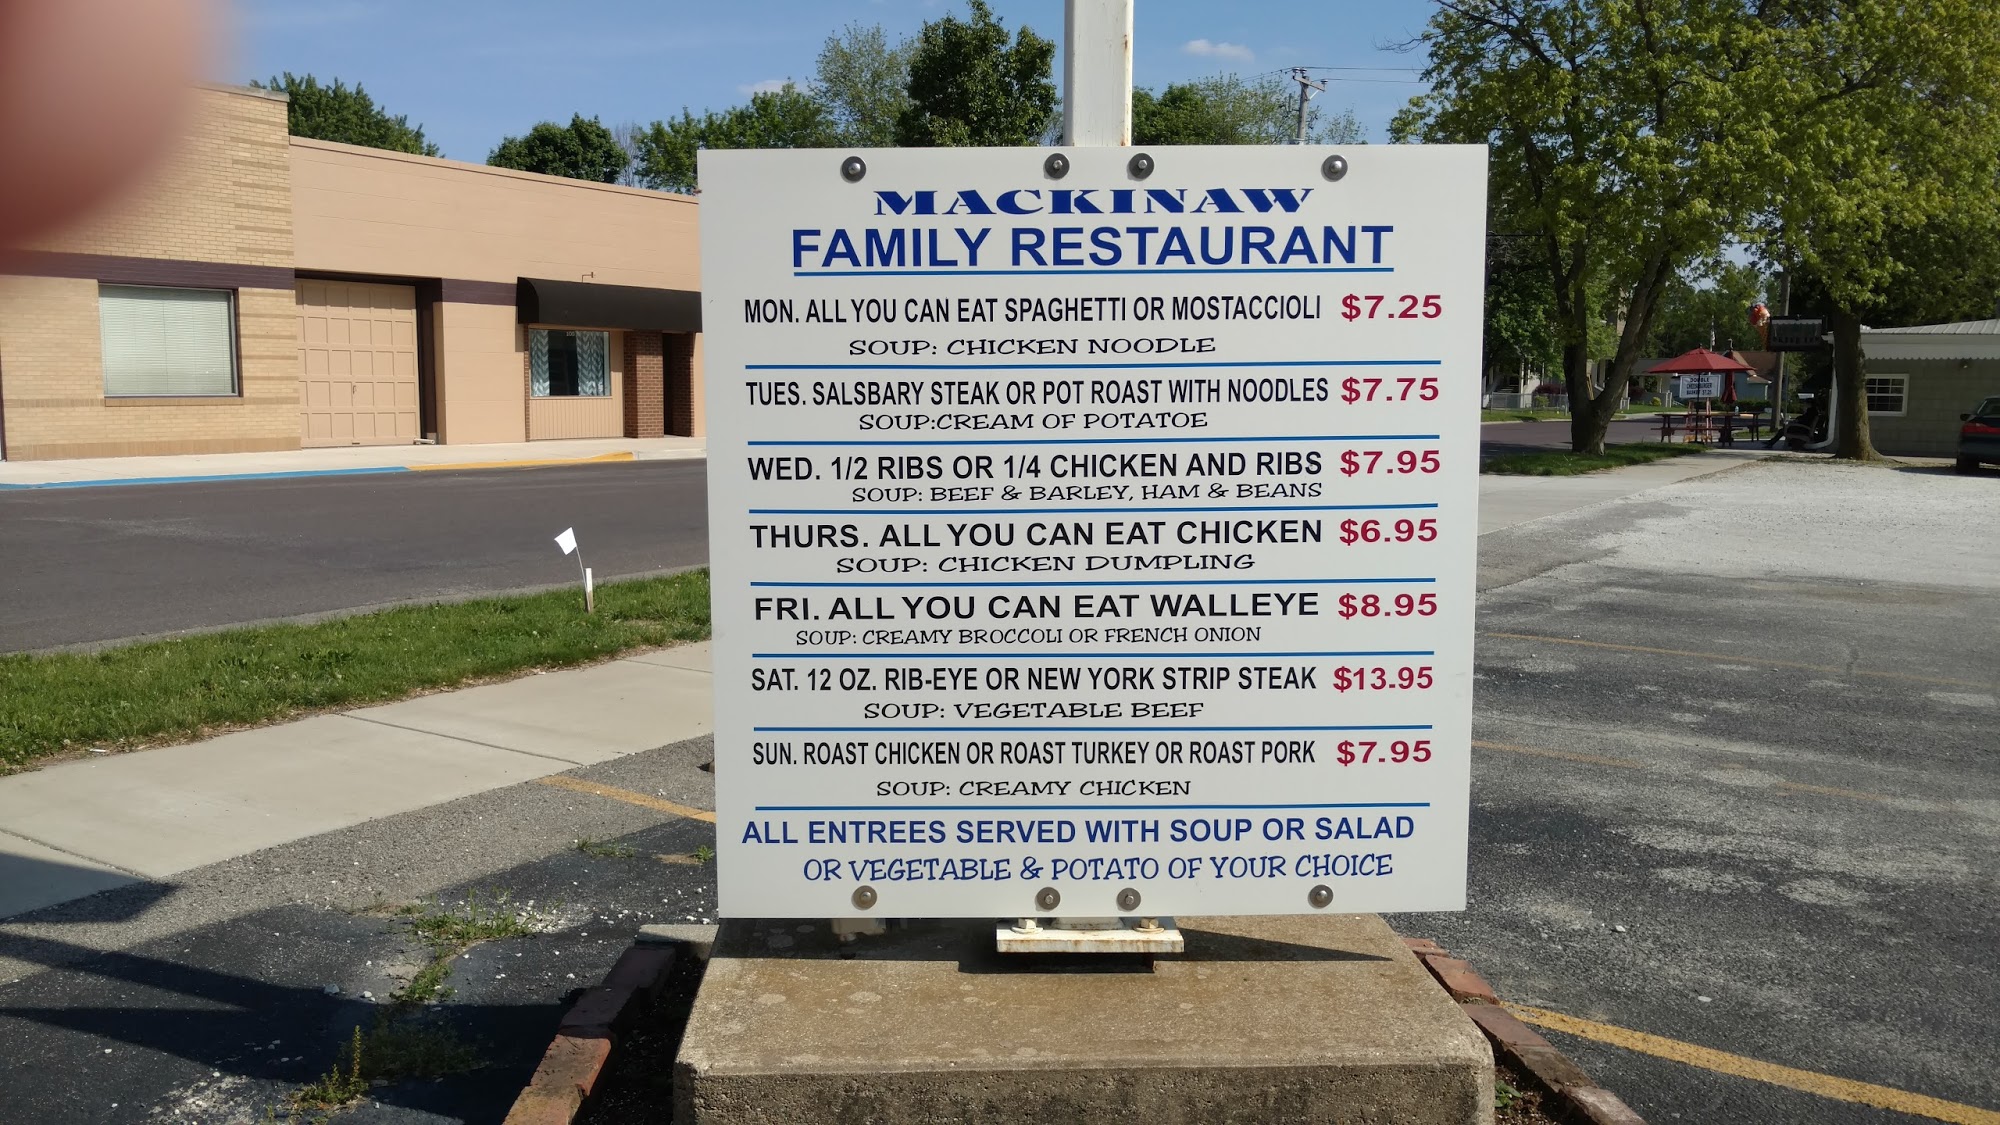 MACKINAW
FAMILY RESTAURANT
MON. ALL YOU CAN EAT SPAGHETTI OR MOSTACCIOLI $7.25
SOUP: CHICKEN NOODLE
TUES. SALSBARY STEAK OR POT ROAST WITH NOODLES $7.75
SOUP:CREAM OF POTATOE
WED. 1/2 RIBS OR 1/4 CHICKEN AND RIBS $7.95
SOUP: BEEF & BARLEY, HAM & BEANS
THURS. ALL YOU CAN EAT CHICKEN $6.95
SOUP: CHICKEN DUMPLING
FRI. ALL YOU CAN EAT WALLEYE $8.95
SOUP: CREAMY BROCCOLI OR FRENCH ONION
SAT. 12 OZ. RIB-EYE OR NEW YORK STRIP STEAK $13.95
SOUP: VEGETABLE BEEF
SUN. ROAST CHICKEN OR ROAST TURKEY OR ROAST PORK $7.95
SOUP: CREAMY CHICKEN
ALL ENTREES SERVED WITH SOUP OR SALAD
OR VEGETABLE & POTATO OF YOUR CHOICE